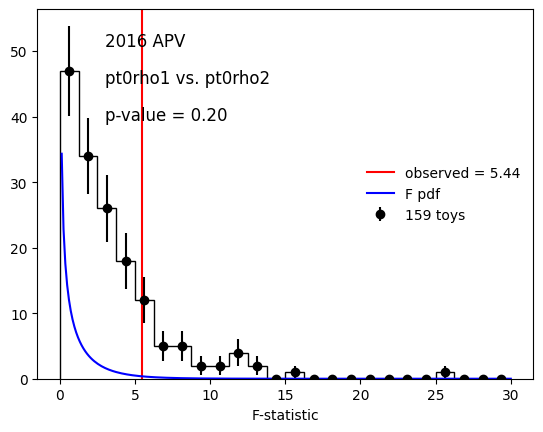 2016 APV
pt0rho1 vs. pt0rho2
p-value = 0.20
observed = 5.44
F pdf
159 toys
50
40
30
20
10
0
0 5 10 15 20 25 30
F-statistic